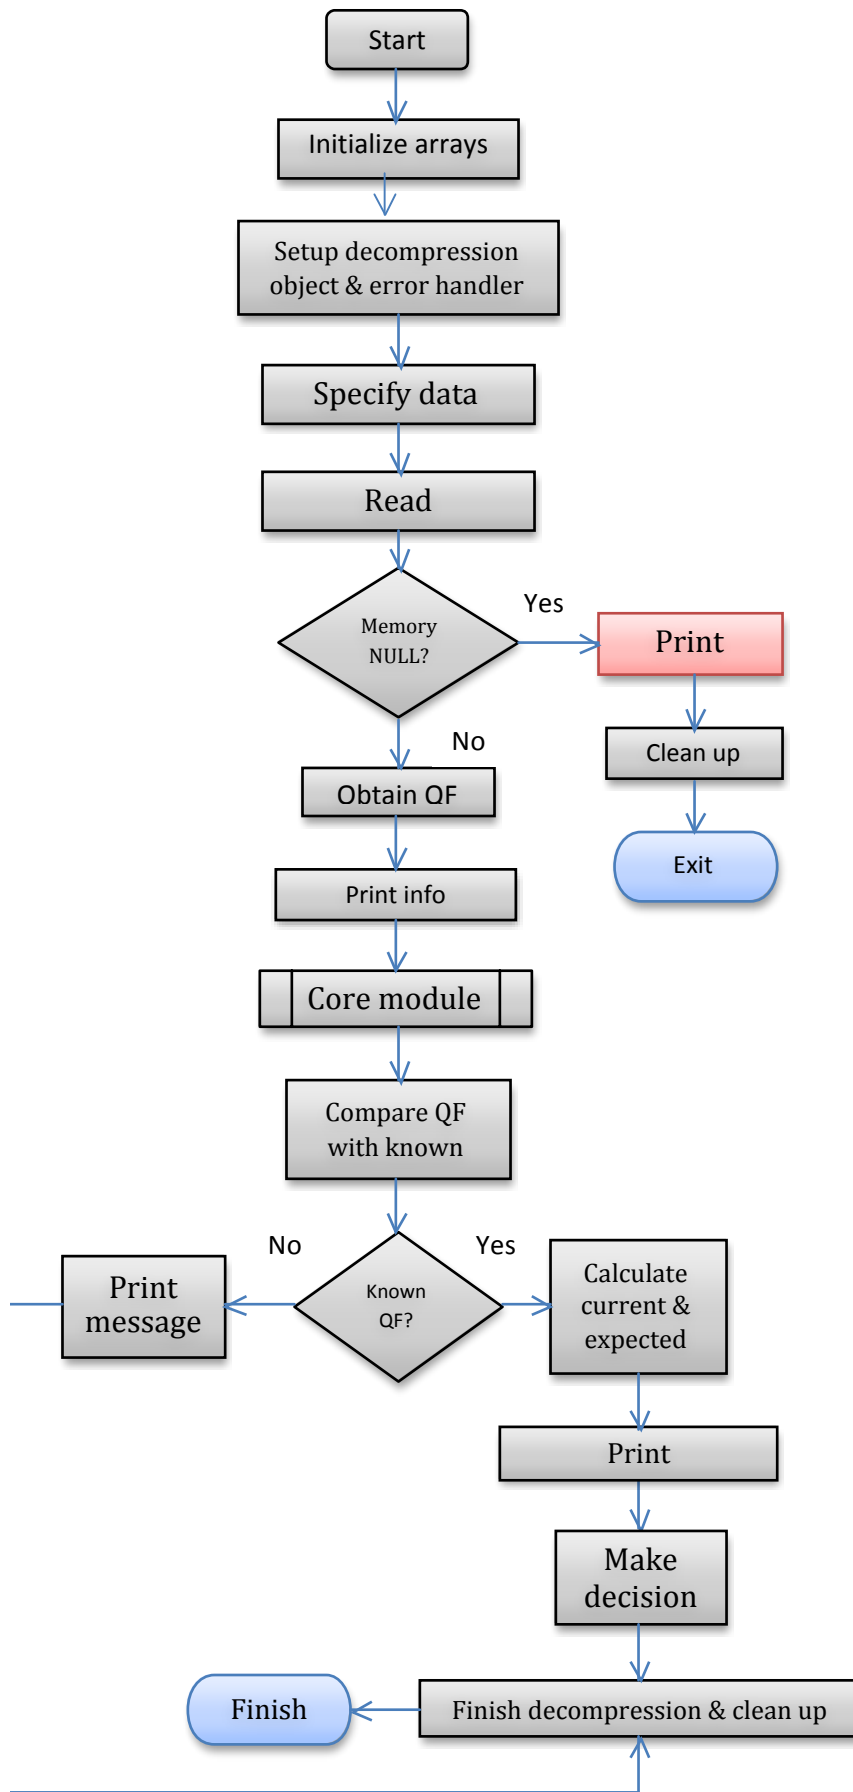 Start
Initialize arrays
Setup decompression
object & error handler
Specify data
Read
Memory
NULL?
Yes
Print
No
Clean up
Obtain QF
Exit
Print info
Core module
Compare QF
with known
No
Yes
Known
QF?
Print
message
Calculate
current &
expected
Print
Make
decision
Finish
Finish decompression & clean up